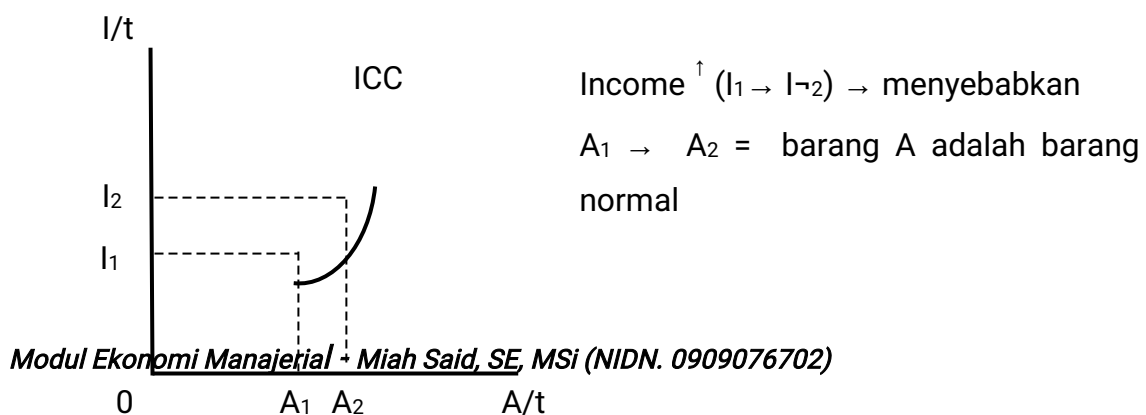 I/t
ICC
Income ↑ (I1 → I¬2) → menyebabkan
A1 → A2 = barang A adalah barang
normal
I2
I1
Modul Ekonomi Manajerial - Miah Said, SE, MSi (NIDN. 0909076702)
0 A1 A2 A/t